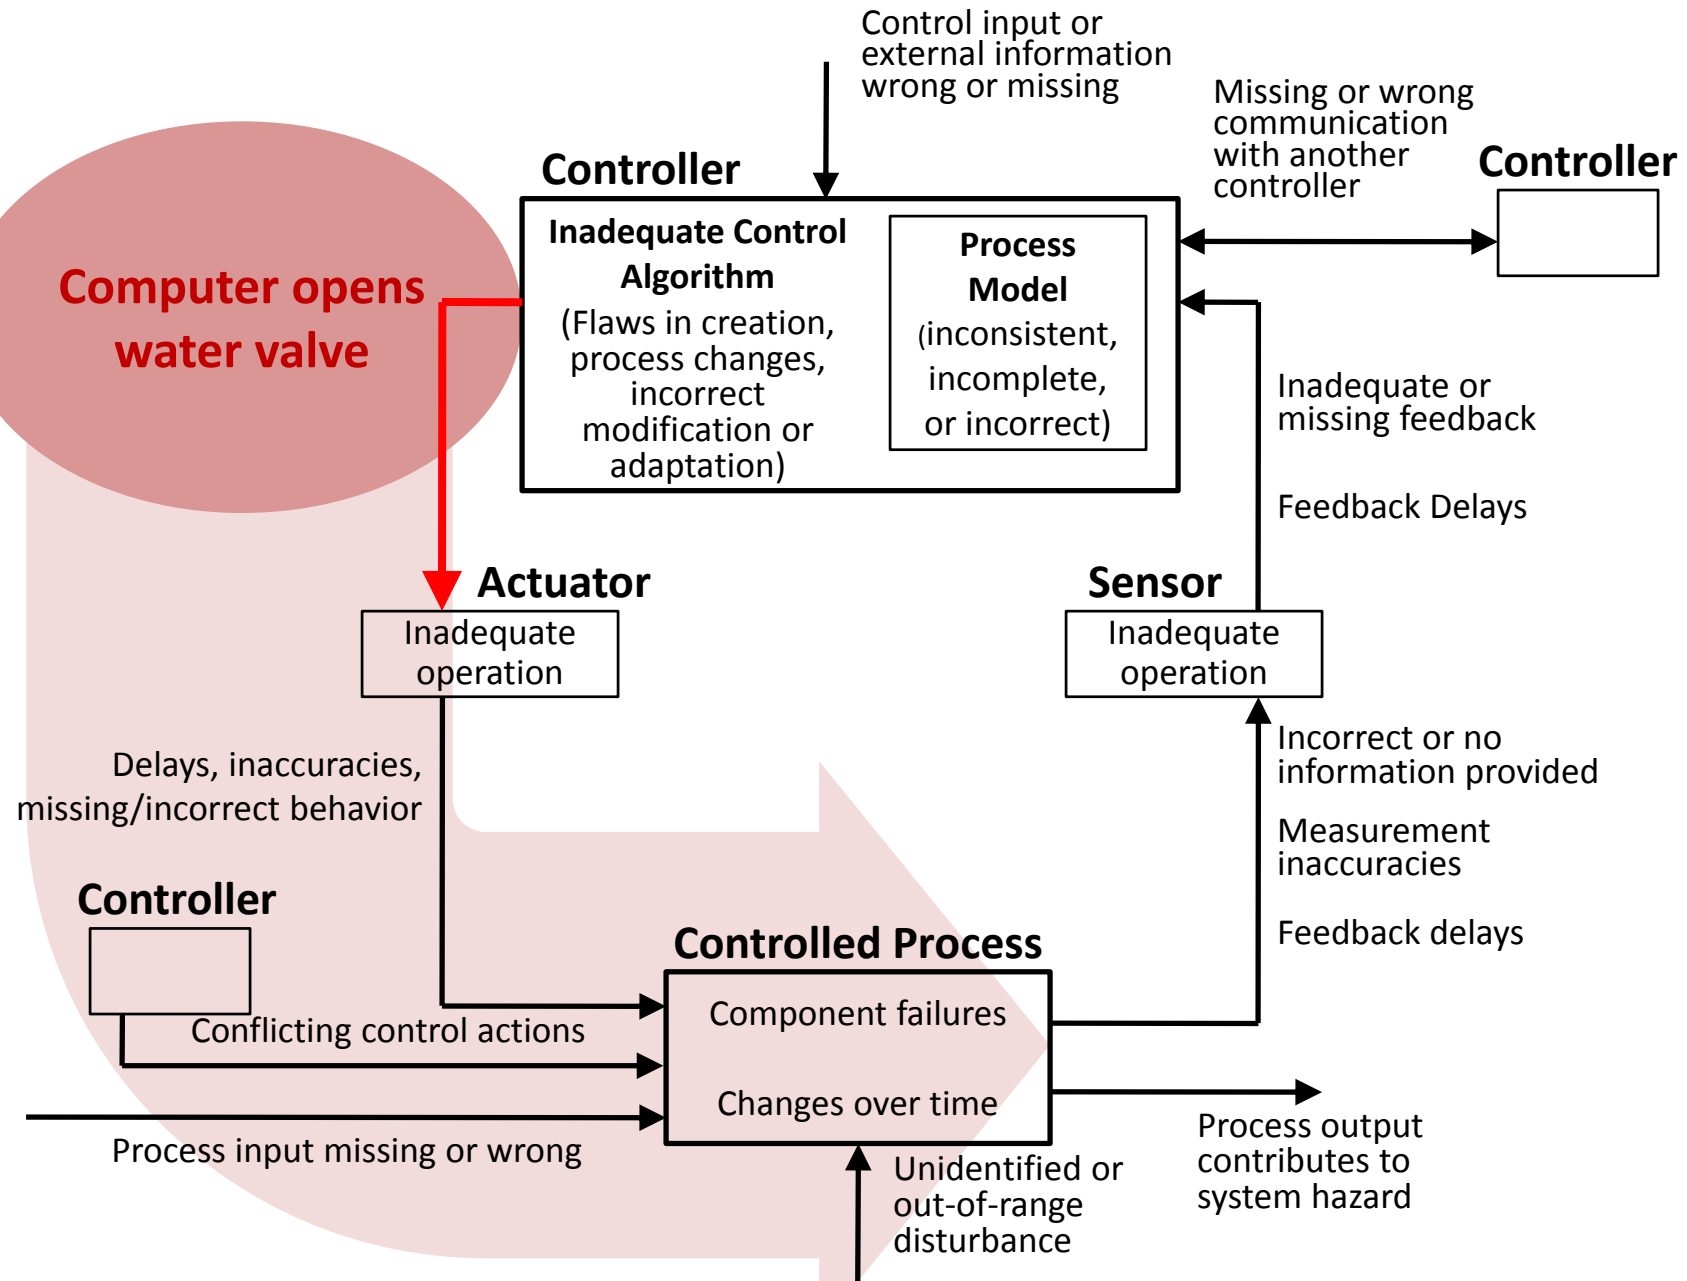 Control input or
external information
wrong or missing
Missing or wrong
communication
with another
controller
Controller
Controller
Inadequate Control
Algorithm
(Flaws in creation,
process changes,
incorrect
modification or
adaptation)
Process
Model
(inconsistent,
incomplete,
or incorrect)
Computer opens
water valve
Inadequate or
missing feedback
Feedback Delays
Actuator
Inadequate
operation
Sensor
Inadequate
operation
Delays, inaccuracies,
missing/incorrect behavior
Incorrect or no
information provided
Measurement
inaccuracies
Feedback delays
Controller
Conflicting control actions
Controlled Process
Component failures
Changes over time
Process input missing or wrong
Unidentified or
out-of-range
disturbance
Process output
contributes to
system hazard